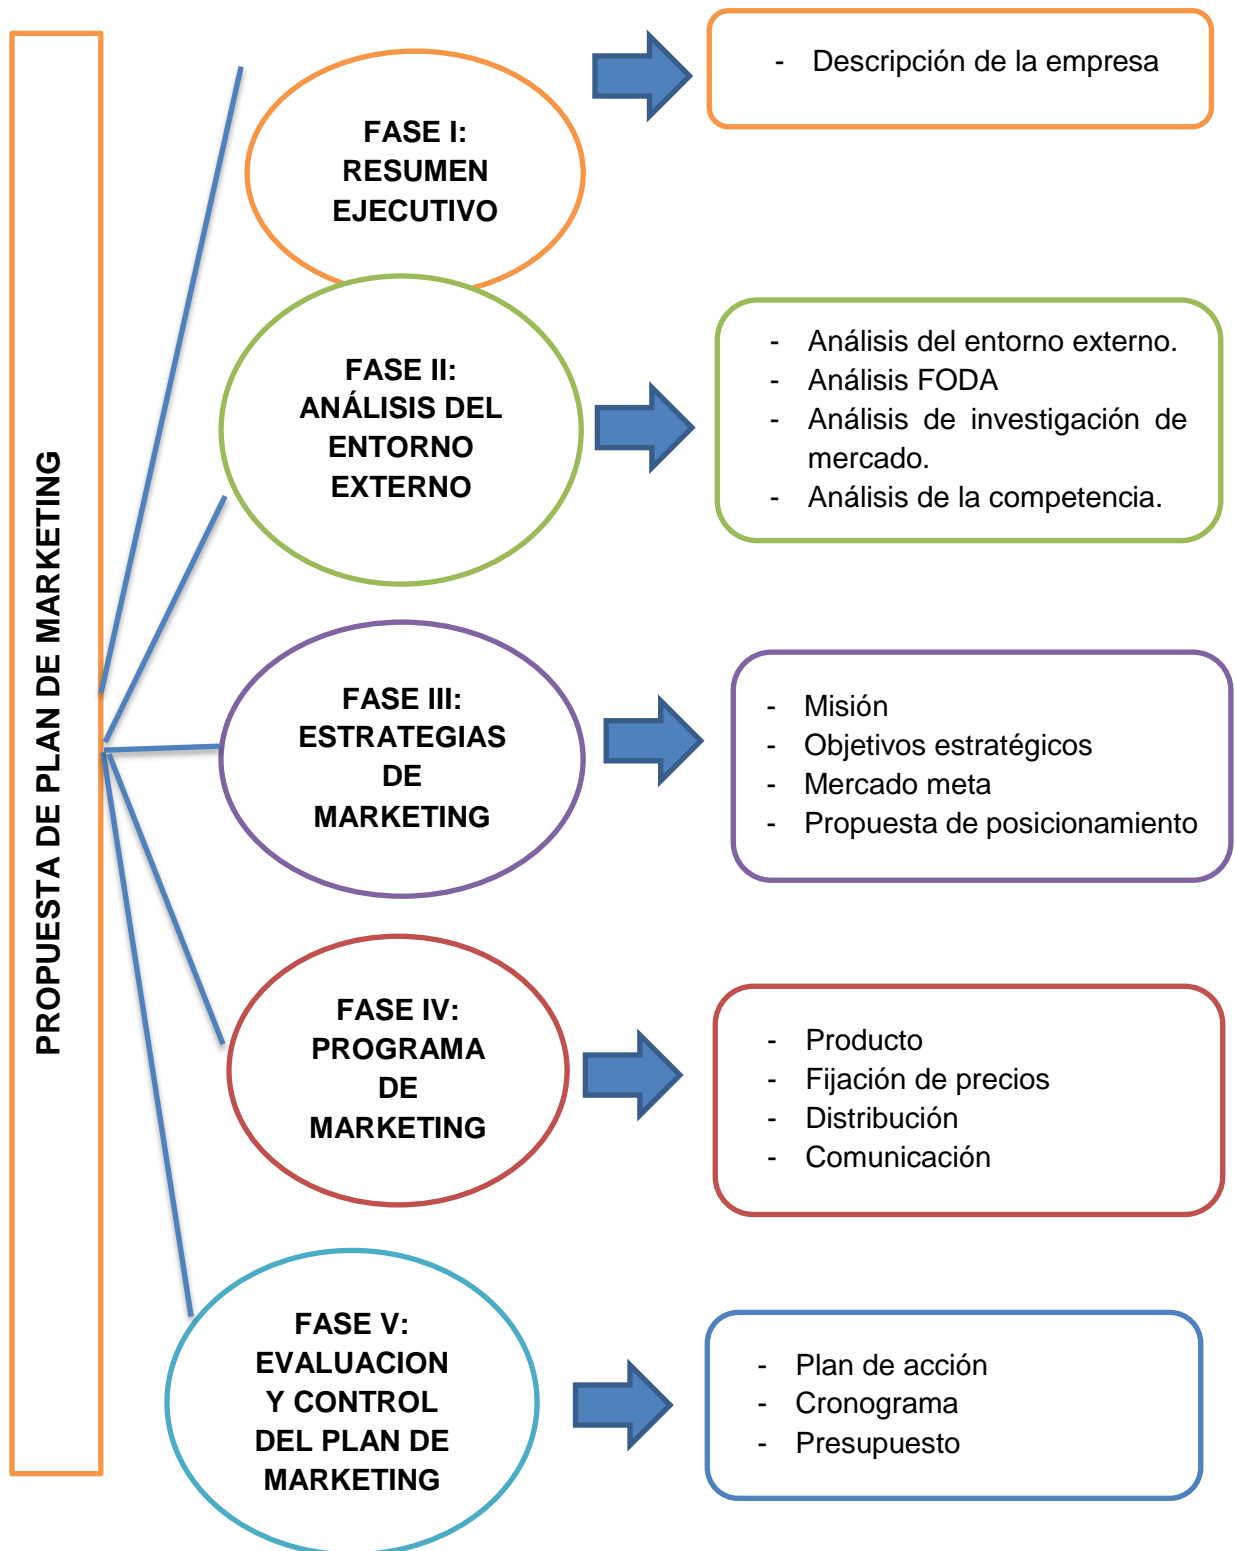 PROPUESTA DE PLAN DE MARKETING
FASE I:
RESUMEN
EJECUTIVO
- Descripción de la empresa
FASE II:
ANÁLISIS DEL
ENTORNO
EXTERNO
- Análisis del entorno externo.
- Análisis FODA
- Análisis de investigación de
mercado.
- Análisis de la competencia.
FASE III:
ESTRATEGIAS
DE
MARKETING
- Misión
- Objetivos estratégicos
- Mercado meta
- Propuesta de posicionamiento
FASE IV:
PROGRAMA
DE
MARKETING
- Producto
- Fijación de precios
- Distribución
- Comunicación
FASE V:
EVALUACION
Y CONTROL
DEL PLAN DE
MARKETING
- Plan de acción
- Cronograma
- Presupuesto